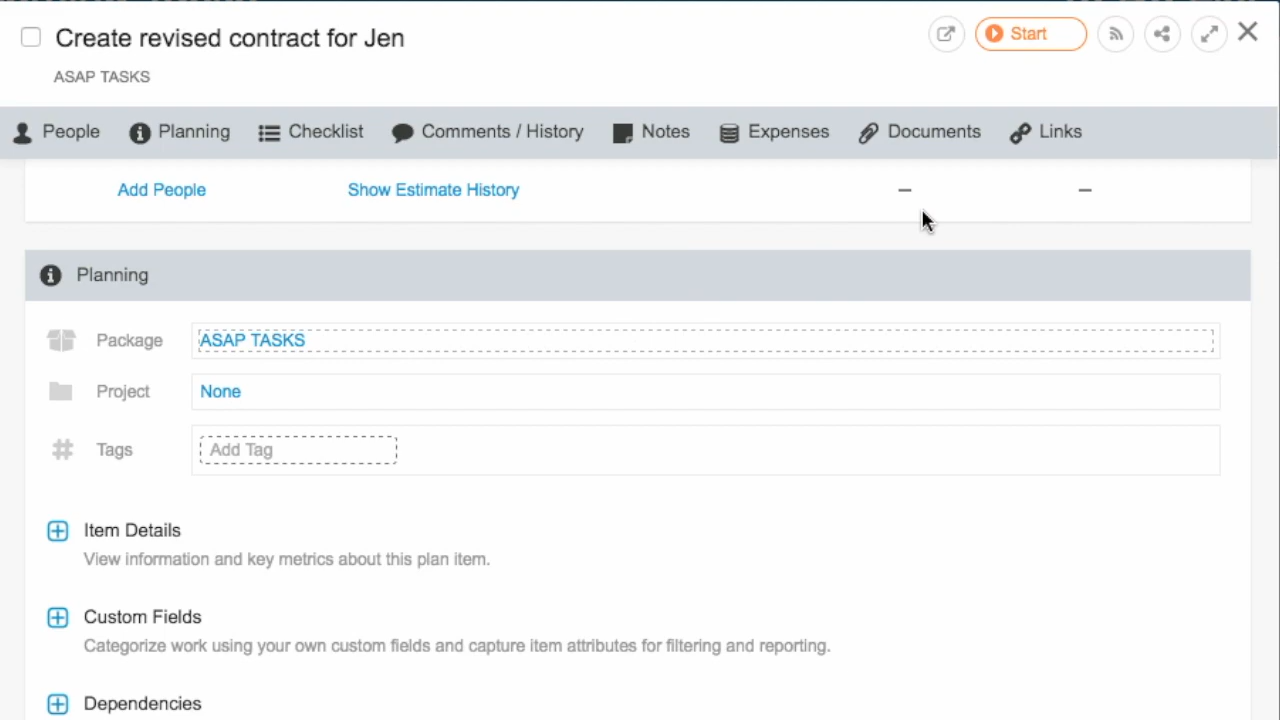 Create revised contract for Jen
Start
ASAP TASKS
People Planning Checklist Comments / History Notes Expenses Documents Links
Add People Show Estimate History – –
Planning
Package ASAP TASKS
Project None
Tags Add Tag
Item Details
View information and key metrics about this plan item.
Custom Fields
Categorize work using your own custom fields and capture item attributes for filtering and reporting.
Dependencies